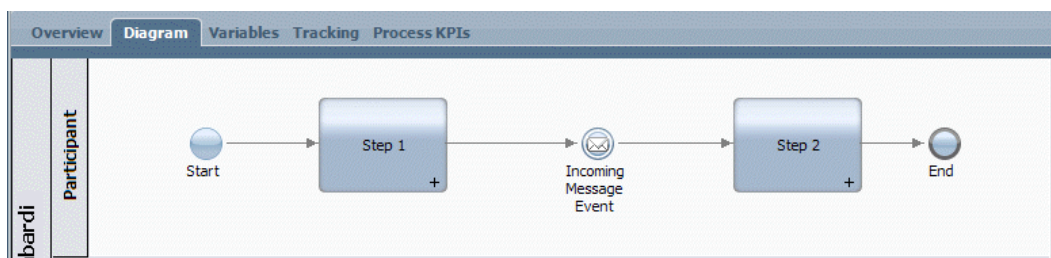 Overview Diagram Variables Tracking Process KPIs
Participant
bardi
Start
Step 1
+
Incoming
Message
Event
Step 2
+
End